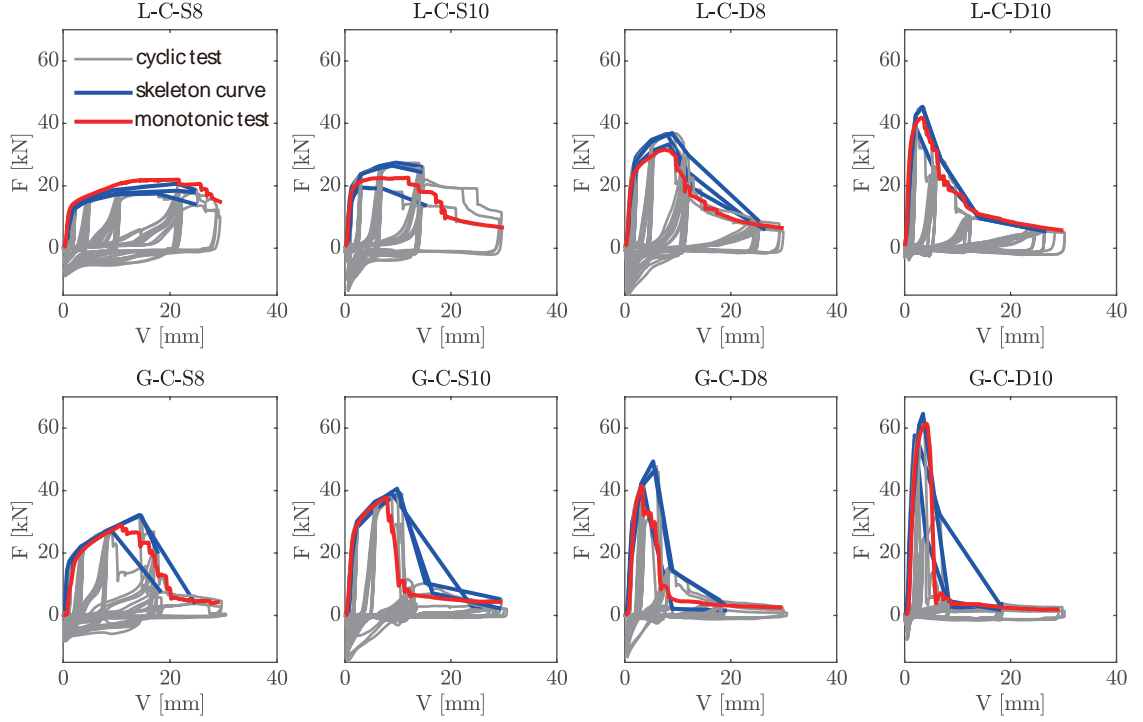 L-C-S8 L-C-S10 L-C-D8 L-C-D10
60
40
20
0
F [kN]
cyclic test
skeleton curve
monotonic test
0 20 40
V [mm]
60
40
20
0
F [kN]
0 20 40
V [mm]
60
40
20
0
F [kN]
0 20 40
V [mm]
60
40
20
0
F [kN]
0 20 40
V [mm]
G-C-S8 G-C-S10 G-C-D8 G-C-D10
60
40
20
0
F [kN]
0 20 40
V [mm]
60
40
20
0
F [kN]
0 20 40
V [mm]
60
40
20
0
F [kN]
0 20 40
V [mm]
60
40
20
0
F [kN]
0 20 40
V [mm]